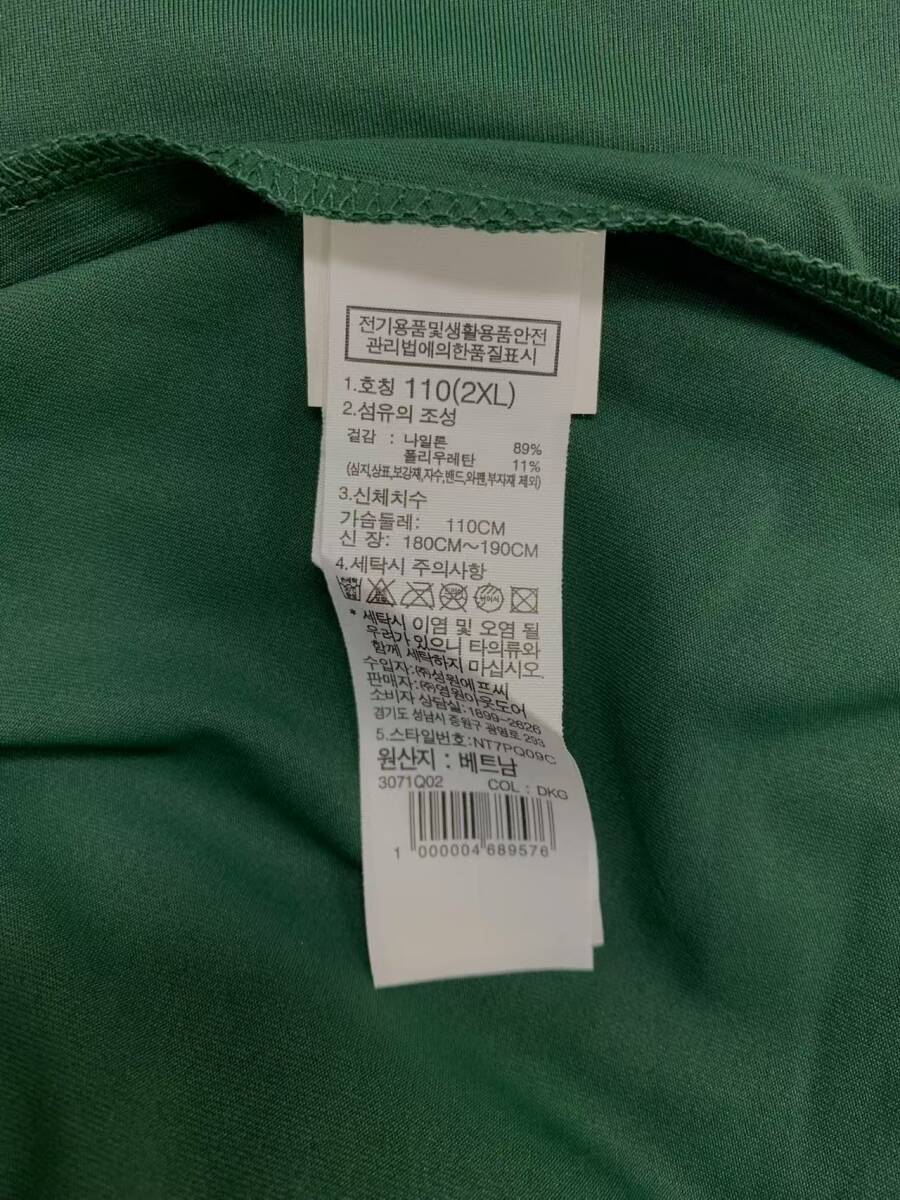 전기용품및생활용품안전
관리법에의한품질표시
1.호칭 110(2XL)
2.섬유의 조성
겉감 : 나일론 89%
폴리우레탄 11%
(심지,상표,보강재,자수,밴드,와펜,부자재 제외)
3.신체치수
가슴둘레: 110CM
신 장: 180CM~190CM
4.세탁시 주의사항
* 세탁시 이염 및 오염 될
우려가 있으니 타의류와
함께 세탁하지 마십시오.
수입자:(주)성원에프씨
판매자:(주)영원아웃도어
소비자 상담실:1899-2626
경기도 성남시 중원구 광명로 293
5.스타일번호:NT7PQ09C
원산지 : 베트남
3071Q02 COL : DKG
1 000004 689576